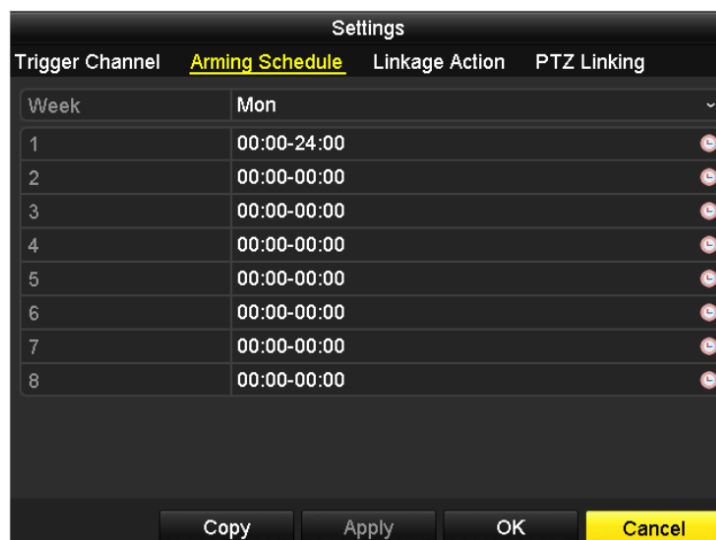 Settings
Trigger Channel Arming Schedule Linkage Action PTZ Linking
Week Mon
1 00:00-24:00
2 00:00-00:00
3 00:00-00:00
4 00:00-00:00
5 00:00-00:00
6 00:00-00:00
7 00:00-00:00
8 00:00-00:00
Copy Apply OK Cancel